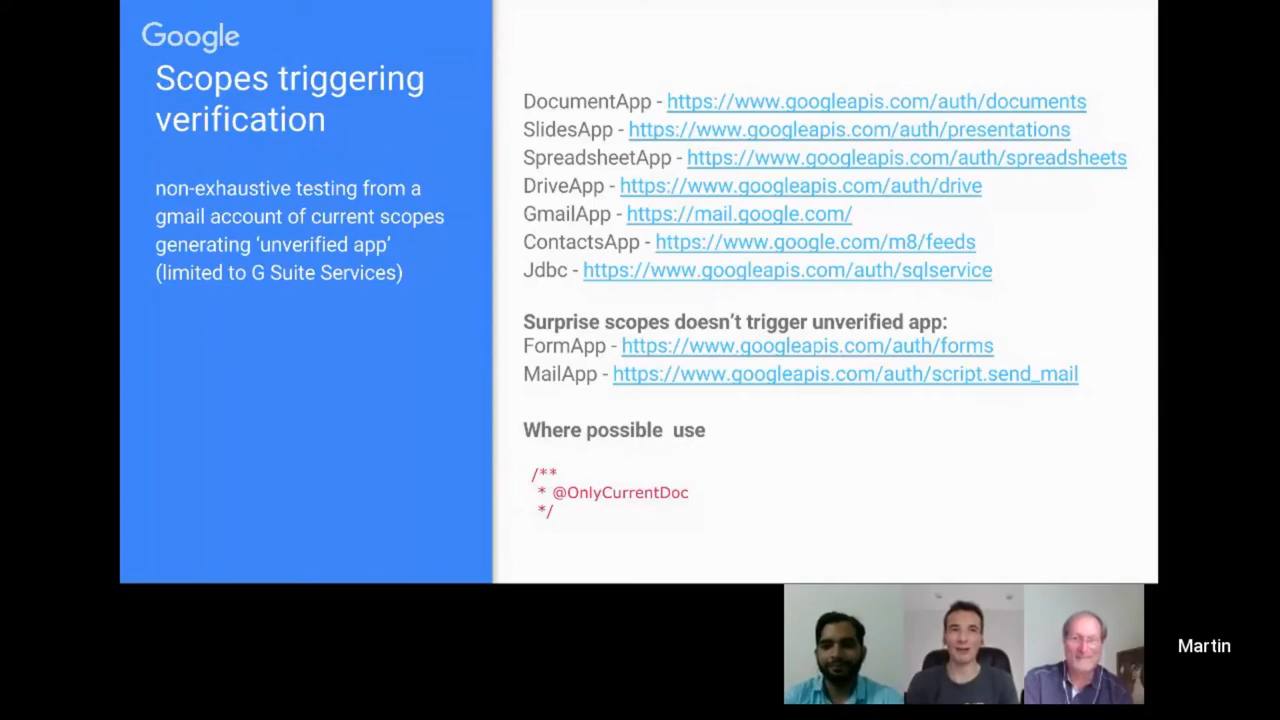 Google
Scopes triggering
verification
non-exhaustive testing from a
gmail account of current scopes
generating ‘unverified app’
(limited to G Suite Services)
DocumentApp - https://www.googleapis.com/auth/documents
SlidesApp - https://www.googleapis.com/auth/presentations
SpreadsheetApp - https://www.googleapis.com/auth/spreadsheets
DriveApp - https://www.googleapis.com/auth/drive
GmailApp - https://mail.google.com/
ContactsApp - https://www.google.com/m8/feeds
Jdbc - https://www.googleapis.com/auth/sqlservice
Surprise scopes doesn’t trigger unverified app:
FormApp - https://www.googleapis.com/auth/forms
MailApp - https://www.googleapis.com/auth/script.send_mail
Where possible  use
/**
* @OnlyCurrentDoc
*/
Martin